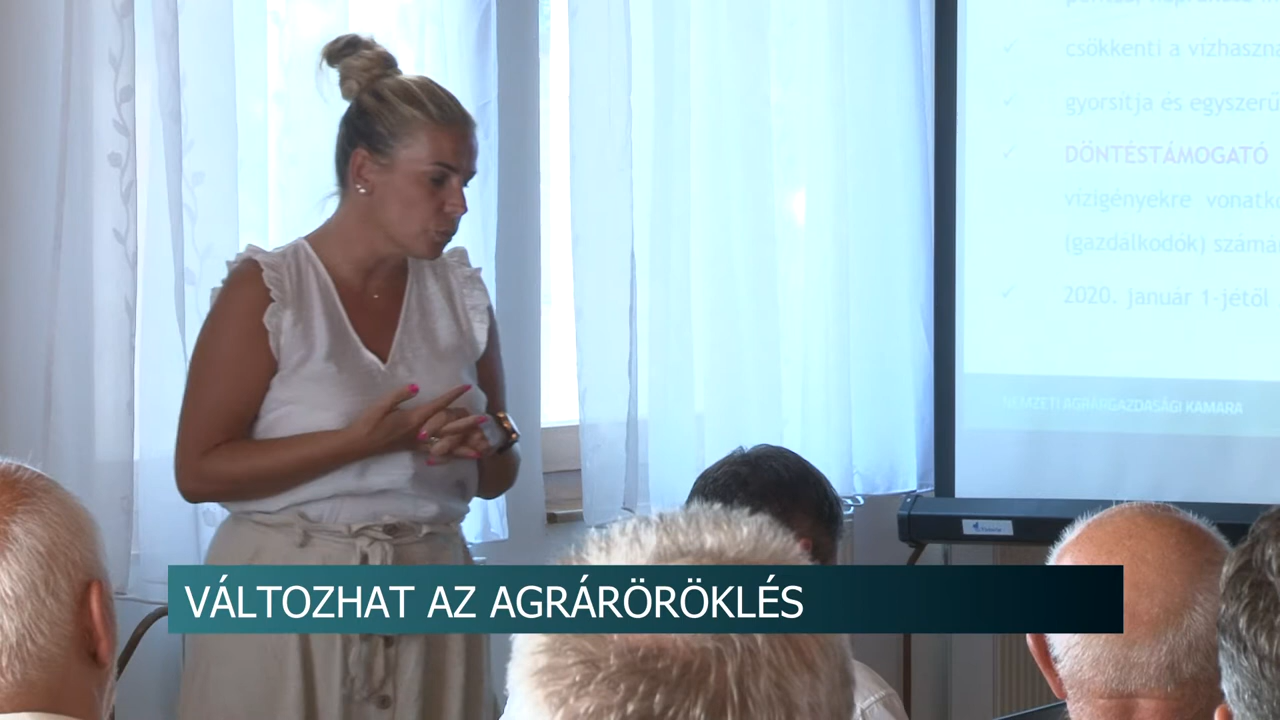 csökkenti a vízhaszná
gyorsítja és egyszerű
DÖNTÉSTÁMOGATÓ
vízigényekre vonatko
(gazdálkodók) számá
2020. január 1-jétől
NEMZETI AGRÁRGAZDASÁGI KAMARA
VÁLTOZHAT AZ AGRÁRÖRÖKLÉS